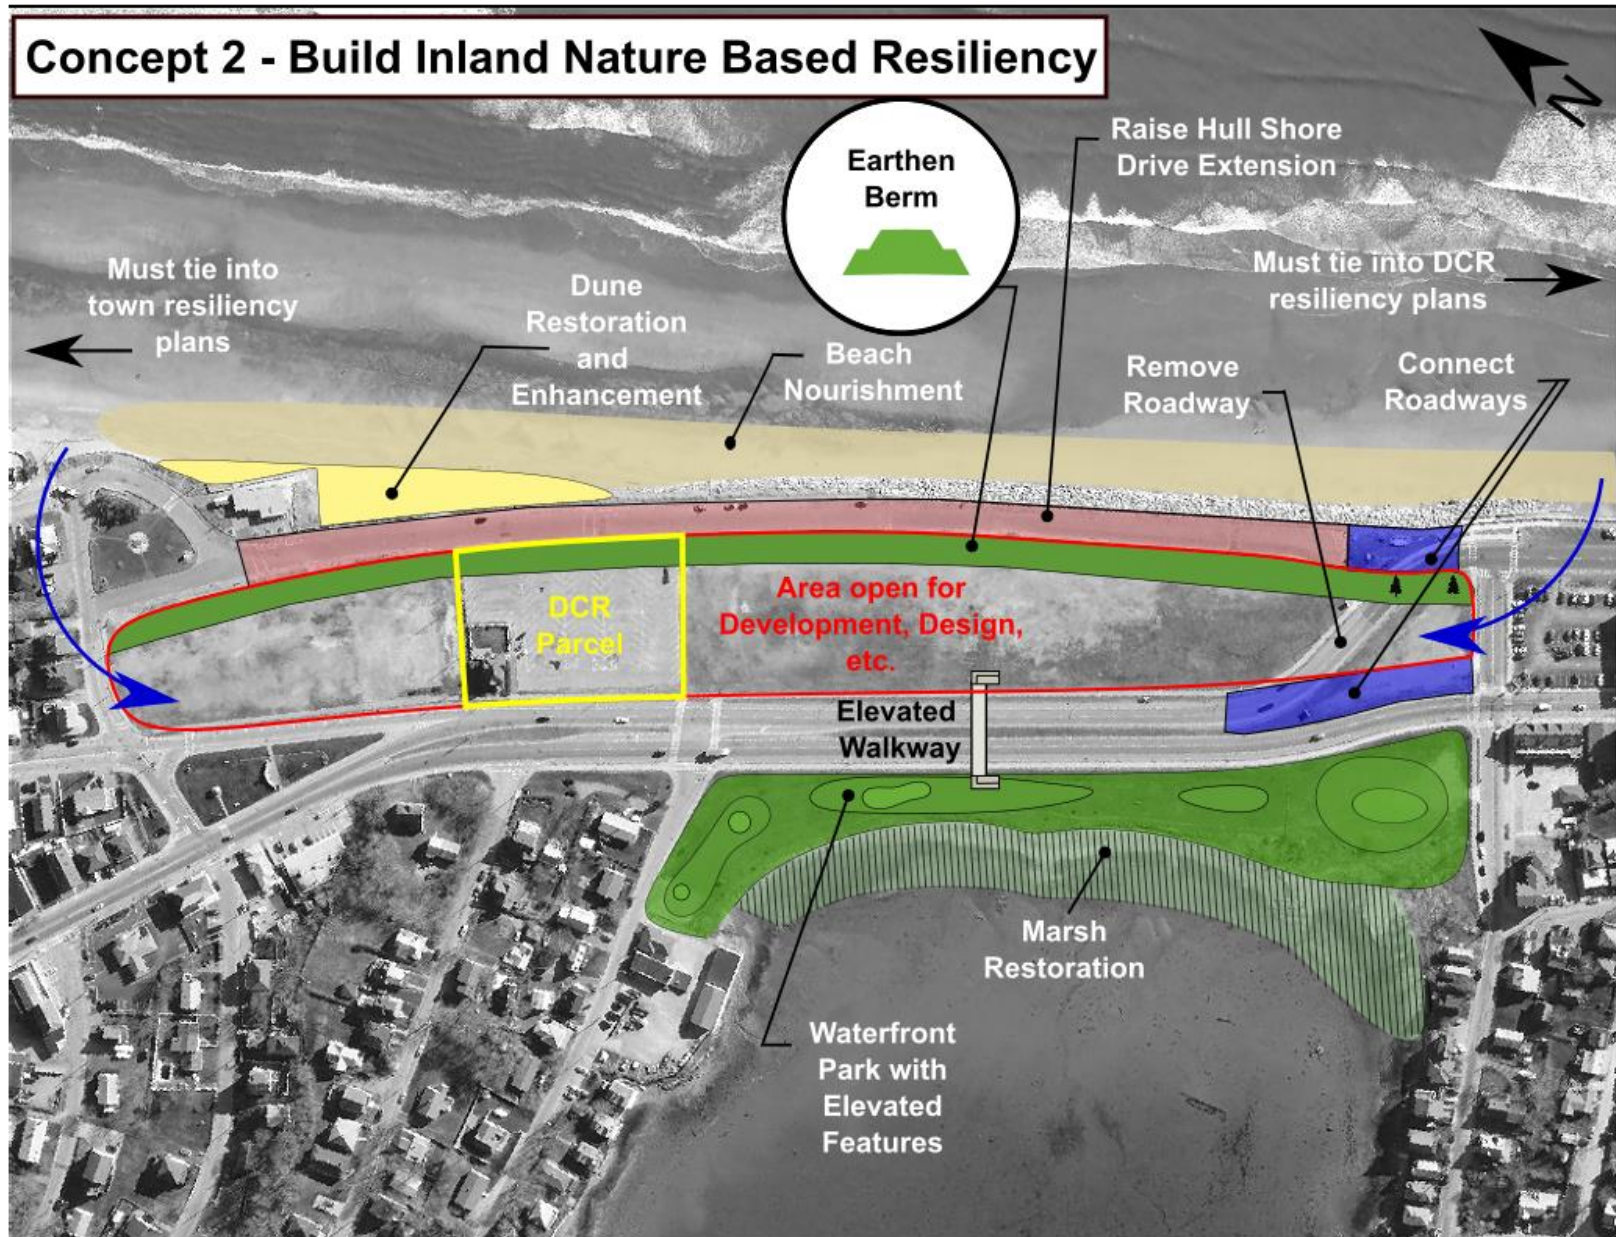 Concept 2 - Build Inland Nature Based Resiliency
N
Earthen
Berm
Raise Hull Shore
Drive Extension
Must tie into
town resiliency
plans
Dune
Restoration
and
Enhancement
Beach
Nourishment
Must tie into DCR
resiliency plans
Remove
Roadway
Connect
Roadways
DCR
Parcel
Area open for
Development, Design,
etc.
Elevated
Walkway
Marsh
Restoration
Waterfront
Park with
Elevated
Features